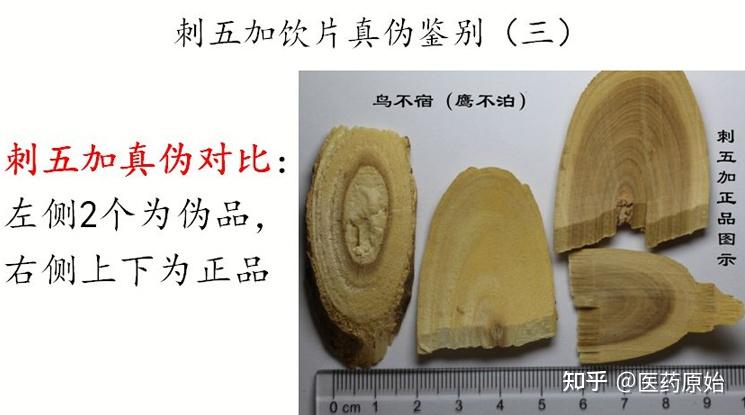 刺五加饮片真伪鉴别（三）
刺五加真伪对比：
左侧2个为伪品，
右侧上下为正品
鸟不宿（鹰不泊）
刺五加正品图示
0 cm 1 2 3 4 5 6 7 8 9 1
知乎 @医药原始